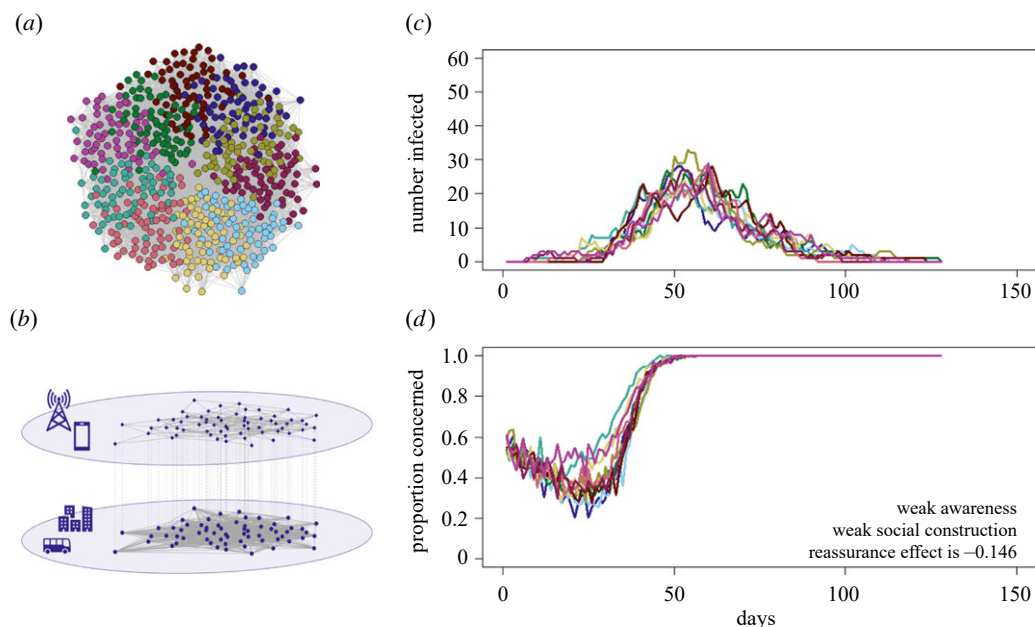 (a)
(c)
number infected
60
50
40
30
20
10
0
0
50
100
150
(b)
(d)
proportion concerned
1.0
0.8
0.6
0.4
0.2
0
weak awareness
weak social construction
reassurance effect is –0.146
0
50
100
150
days